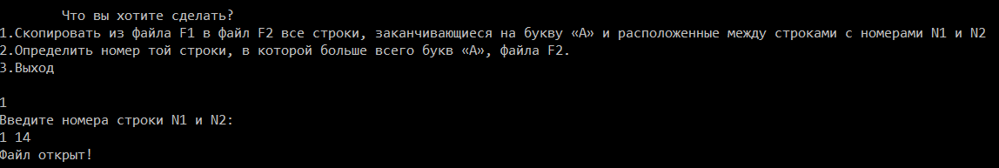 Что вы хотите сделать?
1.Скопировать из файла F1 в файл F2 все строки, заканчивающиеся на букву «А» и расположенные между строками с номерами N1 и N2
2.Определить номер той строки, в которой больше всего букв «А», файла F2.
3.Выход
1
Введите номера строки N1 и N2:
1 14
Файл открыт!